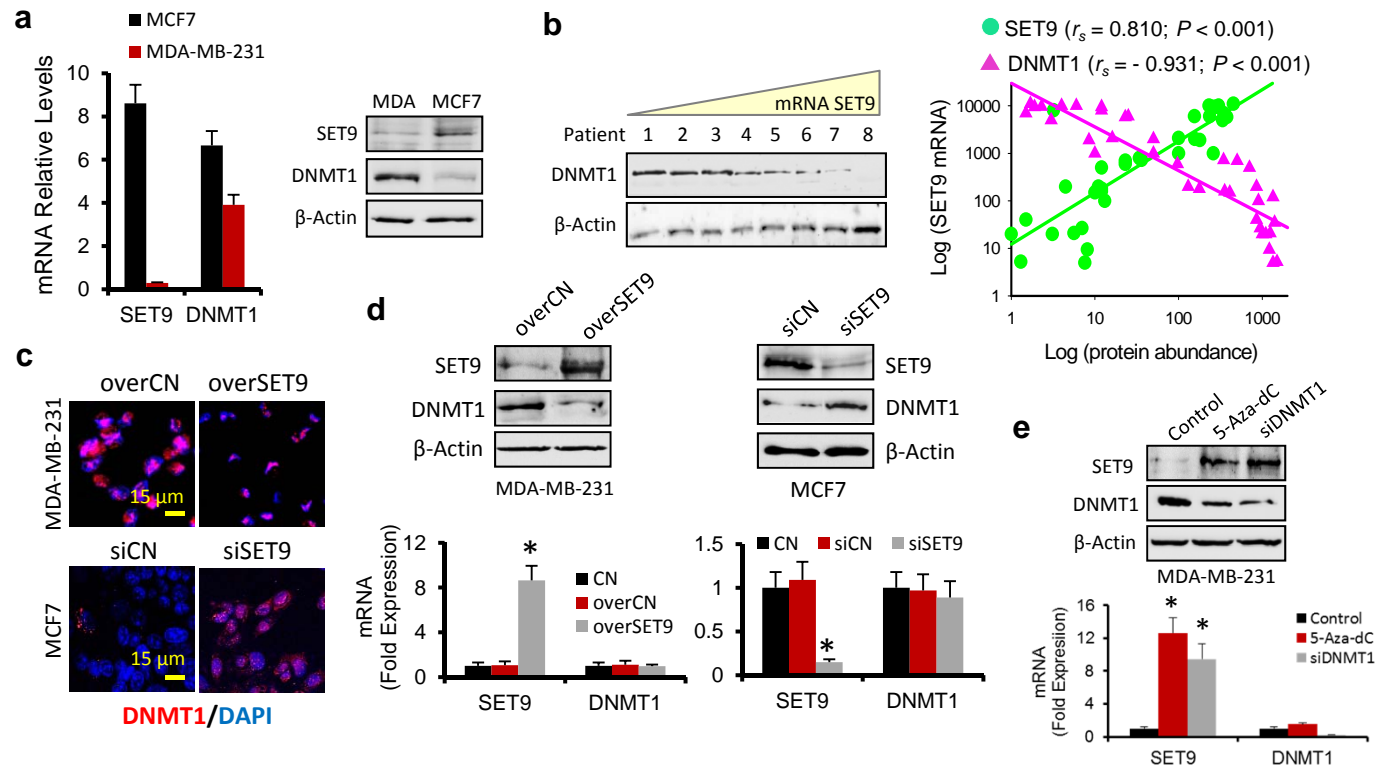 a
MCF7
MDA-MB-231
mRNA Relative Levels
10
8
6
4
2
0
SET9 DNMT1
MDA MCF7
SET9
DNMT1
β-Actin
b
mRNA SET9
Patient 1 2 3 4 5 6 7 8
DNMT1
β-Actin
SET9 (rs = 0.810; P < 0.001)
DNMT1 (rs = - 0.931; P < 0.001)
Log (SET9 mRNA)
10000
1000
100
10
1
1 10 100 1000
Log (protein abundance)
c
overCN overSET9
MDA-MB-231
15 µm
siCN siSET9
MCF7
15 µm
DNMT1/DAPI
d
overCN overSET9
SET9
DNMT1
β-Actin
MDA-MB-231
siCN siSET9
SET9
DNMT1
β-Actin
MCF7
mRNA
(Fold Expression)
12
8
4
0
*
CN
overCN
overSET9
SET9 DNMT1
1.5
1
0.5
0
CN siCN siSET9
*
SET9 DNMT1
e
Control 5-Aza-dC siDNMT1
SET9
DNMT1
β-Actin
MDA-MB-231
mRNA
(Fold Expresiion)
16
12
8
4
0
* *
Control
5-Aza-dC
siDNMT1
SET9 DNMT1